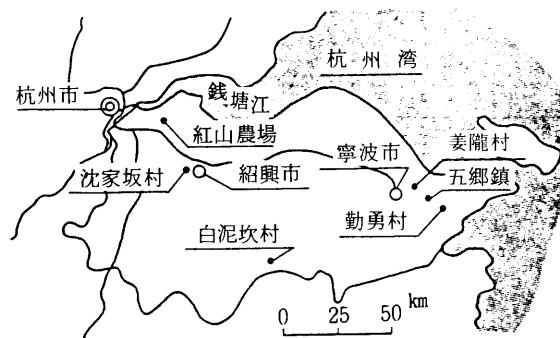 杭州湾
杭州市
銭塘江
紅山農場
姜隴村
寧波市
沈家坂村
紹興市
五郷鎮
勤勇村
白泥坎村
km
0 25 50